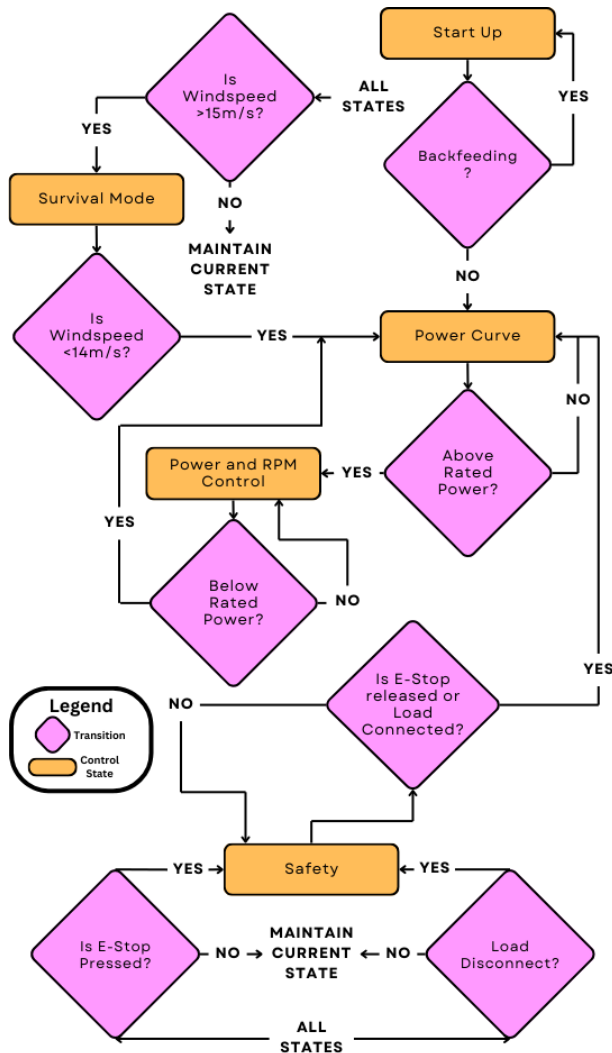 Start Up
Is
Windspeed
>15m/s?
ALL
STATES
YES
YES
Backfeeding
?
Survival Mode
NO
MAINTAIN
CURRENT
STATE
NO
Is
Windspeed
<14m/s?
YES
Power Curve
NO
Above
Rated
Power?
YES
Power and RPM
Control
YES
Below
Rated
Power?
NO
YES
Is E-Stop
released or
Load
Connected?
NO
Legend
Transition
Control
State
Safety
YES
YES
Is E-Stop
Pressed?
NO
MAINTAIN
CURRENT
STATE
NO
Load
Disconnect?
ALL
STATES